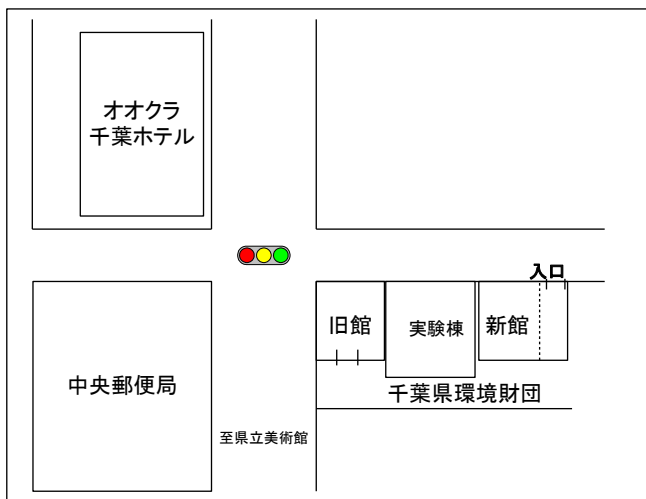 オオクラ
千葉ホテル
入口
旧館
実験棟
新館
中央郵便局
千葉県環境財団
至県立美術館